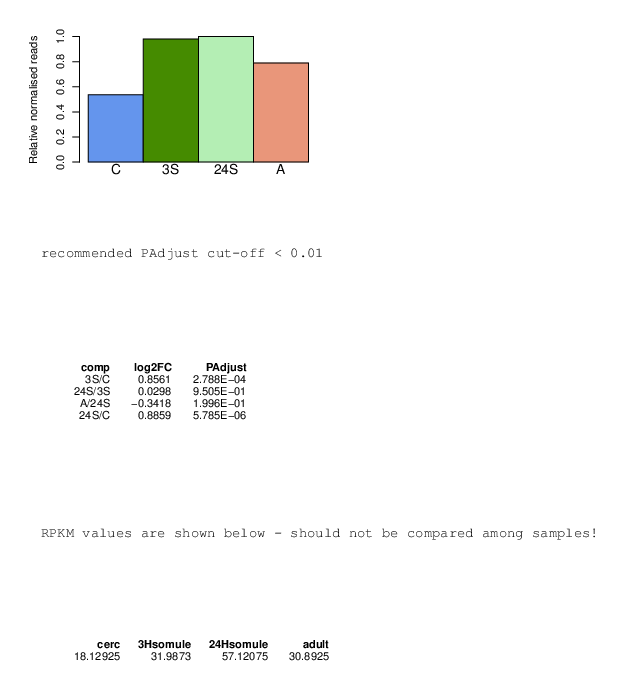 Relative normalised reads
1.0
0.8
0.6
0.4
0.2
0.0
C 3S 24S A
recommended PAdjust cut-off < 0.01
comp log2FC PAdjust
3S/C 0.8561 2.788E−04
24S/3S 0.0298 9.505E−01
A/24S −0.3418 1.996E−01
24S/C 0.8859 5.785E−06
RPKM values are shown below - should not be compared among samples!
cerc 3Hsomule 24Hsomule adult
18.12925 31.9873 57.12075 30.8925